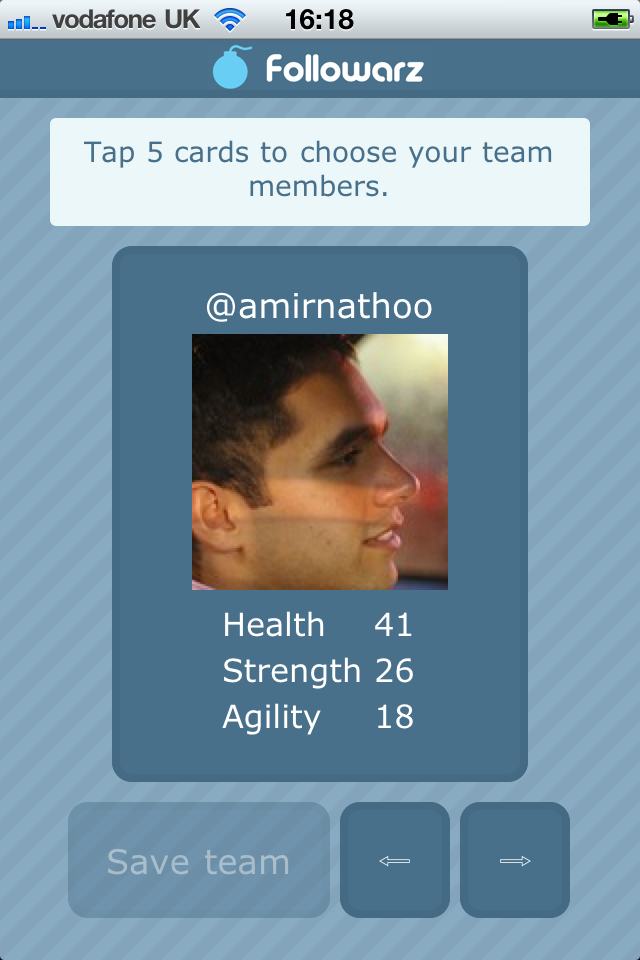 vodafone UK 16:18
Followarz
Tap 5 cards to choose your team
members.
@amirnathoo
Health 41
Strength 26
Agility 18
Save team